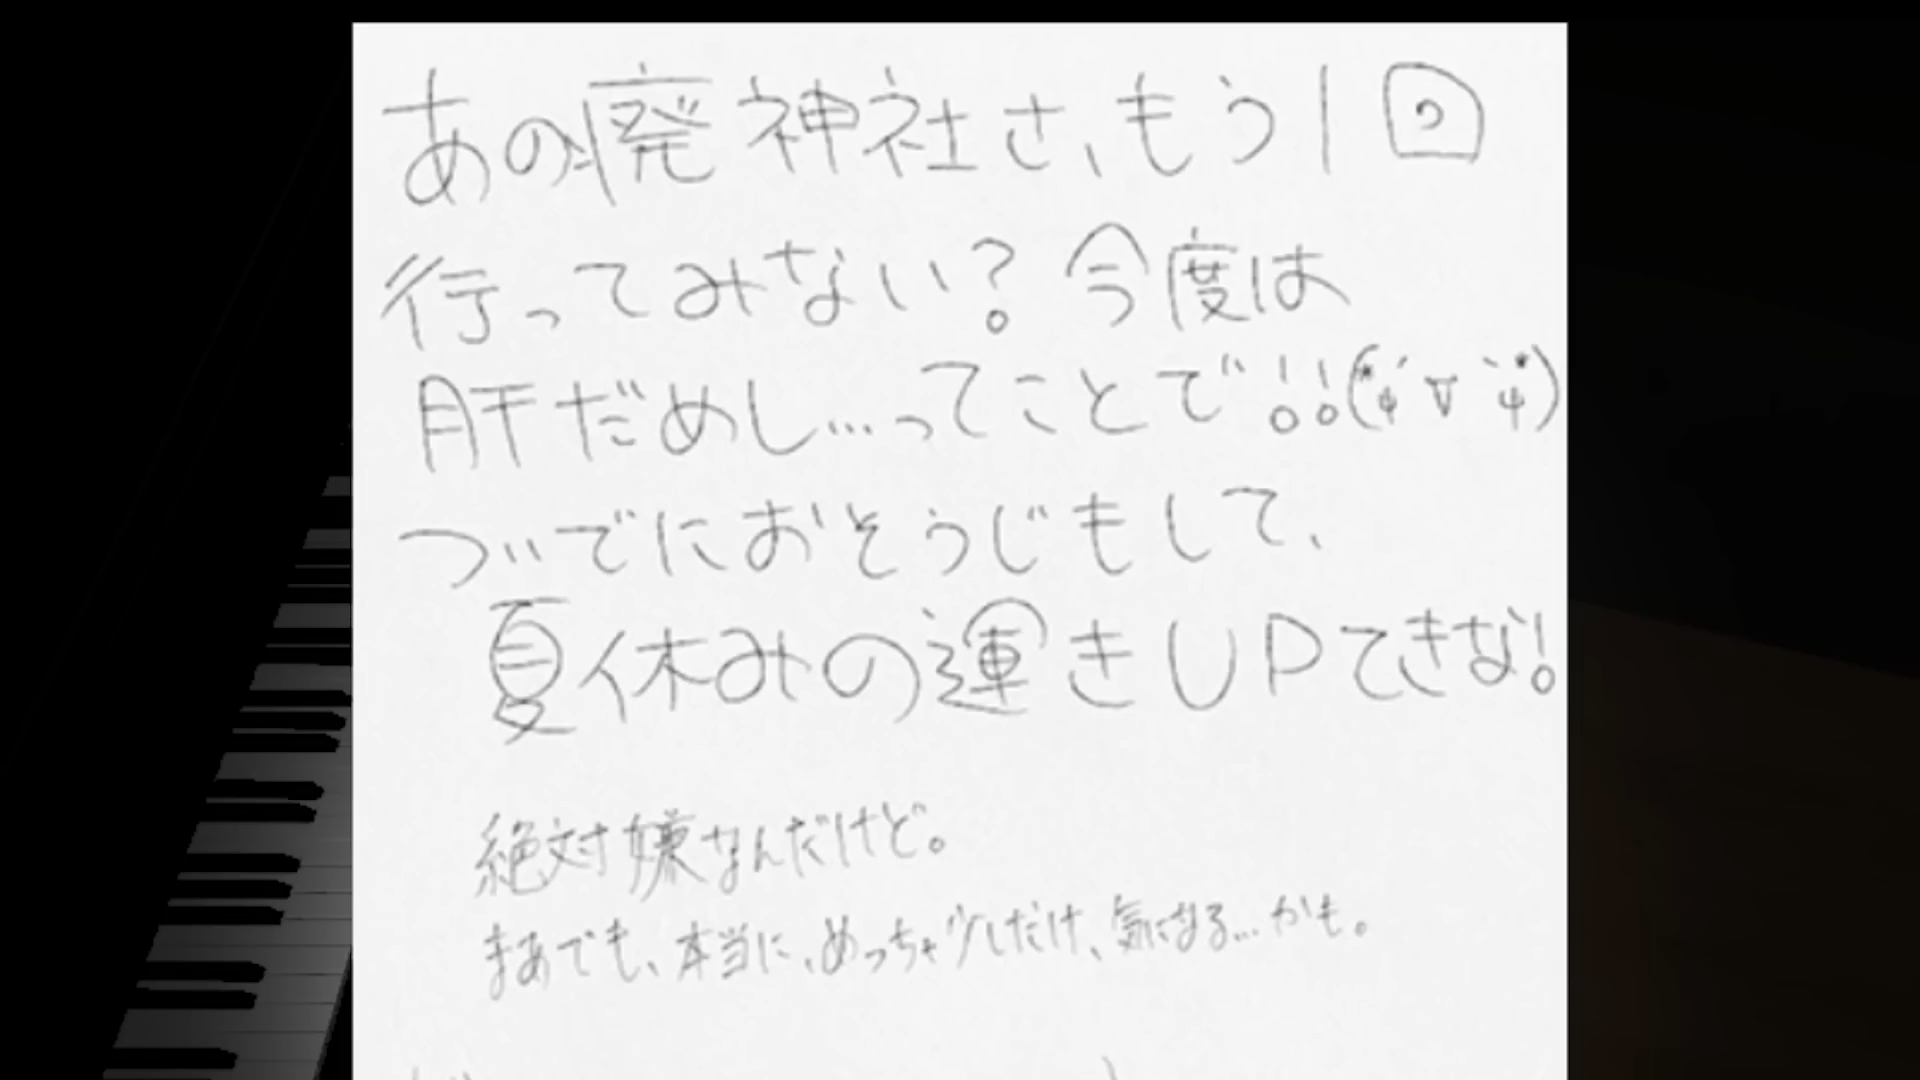 あの廃神社さ、もう1回
行ってみない?今度は
肝だめし…ってことで!!(*´∀`*)
ついでにおそうじもして、
夏休みの運きUPてきな!
絶対嫌なんだけど。
まあでも、本当に、めっちゃ少しだけ、気になる…かも。